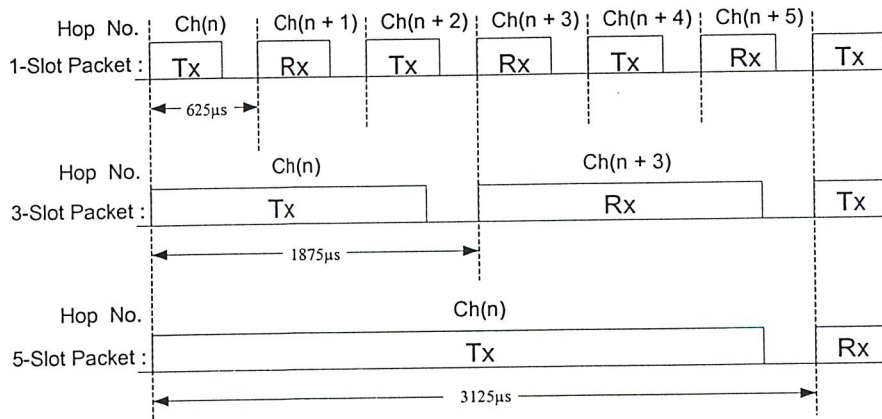 Hop No. Ch(n) Ch(n + 1) Ch(n + 2) Ch(n + 3) Ch(n + 4) Ch(n + 5)
1-Slot Packet : Tx Rx Tx Rx Tx Rx Tx
625µs
Hop No. Ch(n) Ch(n + 3)
3-Slot Packet : Tx Rx Tx
1875µs
Hop No. Ch(n)
5-Slot Packet : Tx Rx
3125µs